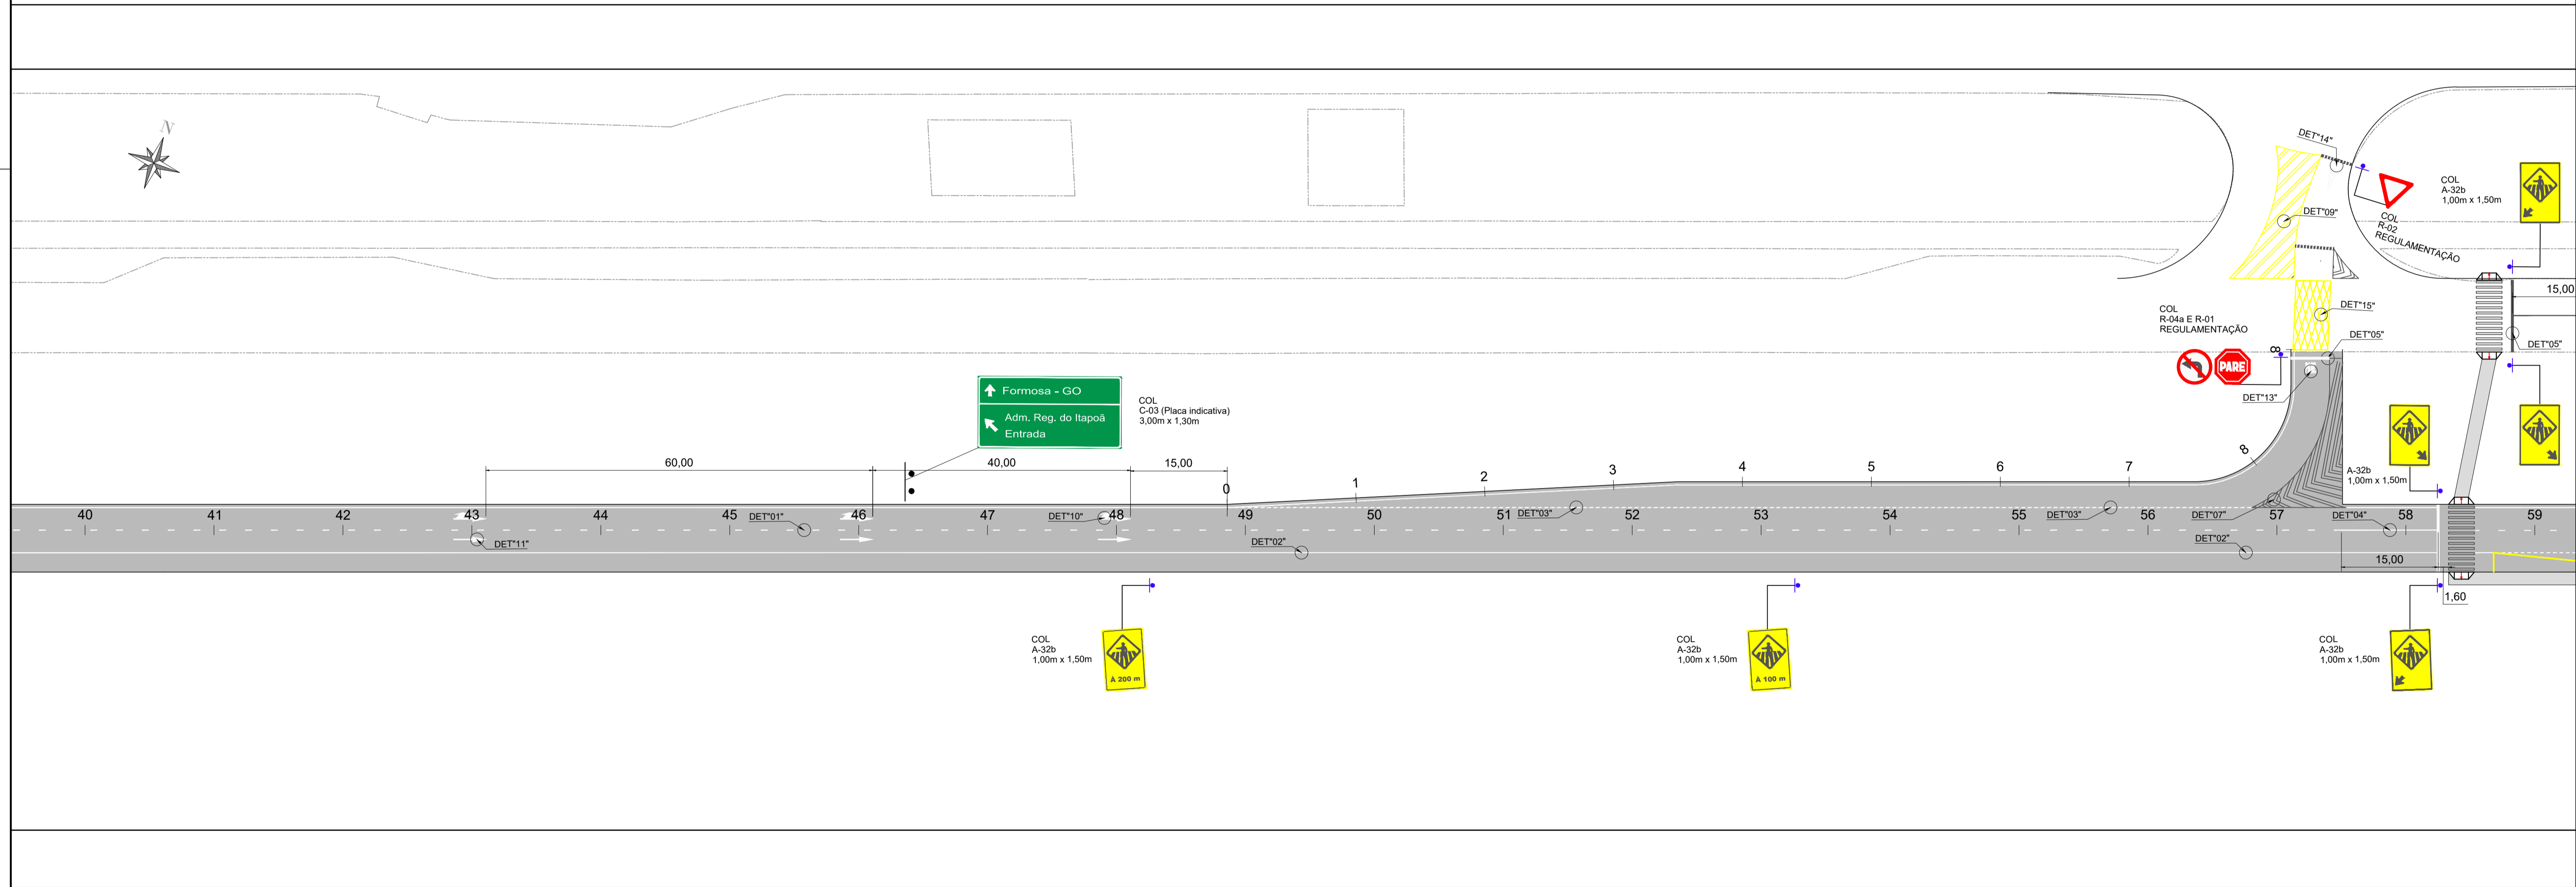 N
DET"14"
COL
A-32b
1,00m x 1,50m
DET"09"
COL
R-02
REGULAMENTAÇÃO
15,00
DET"15"
COL
R-04a E R-01
REGULAMENTAÇÃO
DET"05"
DET"05"
8
PARE
DET"13"
Formosa - GO
Adm. Reg. do Itapoã
Entrada
COL
C-03 (Placa indicativa)
3,00m x 1,30m
60,00
40,00
15,00
0
1
2
3
4
5
6
7
8
A-32b
1,00m x 1,50m
40
41
42
43
44
45
46
47
48
49
50
51
52
53
54
55
56
57
58
59
DET"11"
DET"01"
DET"10"
DET"02"
DET"03"
DET"03"
DET"07"
DET"04"
DET"02"
15,00
1,60
COL
A-32b
1,00m x 1,50m
À 200 m
COL
A-32b
1,00m x 1,50m
À 100 m
COL
A-32b
1,00m x 1,50m